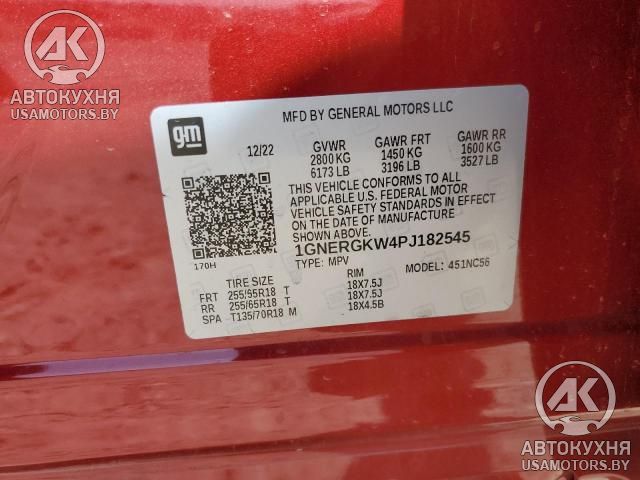 AK
АВТОКУХНЯ
USAMOTORS.BY
gm
MFD BY GENERAL MOTORS LLC
12/22 GVWR GAWR FRT GAWR RR
2800 KG 1450 KG 1600 KG
6173 LB 3196 LB 3527 LB
THIS VEHICLE CONFORMS TO ALL
APPLICABLE U.S. FEDERAL MOTOR
VEHICLE SAFETY STANDARDS IN EFFECT
ON THE DATE OF MANUFACTURE
SHOWN ABOVE.
170H
1GNERGKW4PJ182545
TYPE: MPV MODEL: 451NC56
TIRE SIZE RIM
FRT 255/65R18 T 18X7.5J
RR 255/65R18 T 18X7.5J
SPA T135/70R18 M 18X4.5B
AK
АВТОКУХНЯ
USAMOTORS.BY